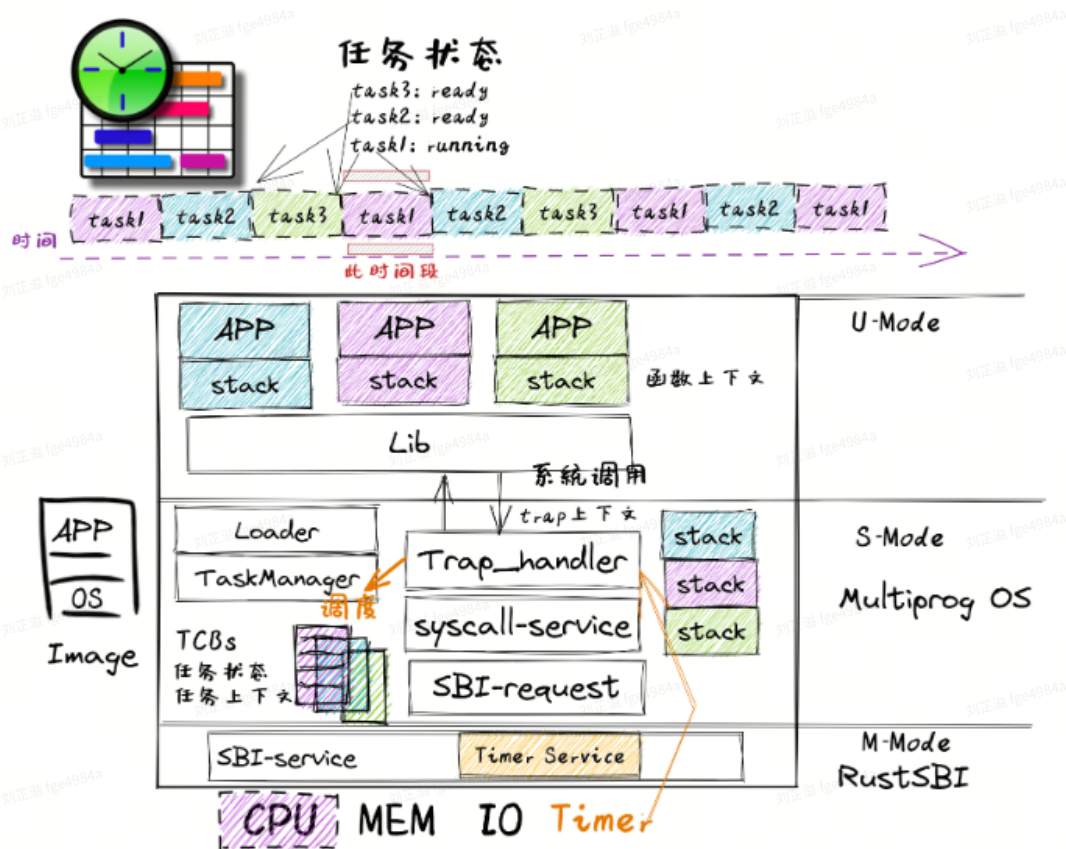 任务状态
task3: ready
task2: ready
task1: running
task1 task2 task3 task1 task2 task3 task1 task2 task1
时间
此时间段
APP APP APP
U-Mode
stack stack stack
函数上下文
Lib
系统调用
trap上下文
APP
OS
Image
Loader
TaskManager
调度
Trap_handler
syscall-service
SBI-request
stack
stack
stack
S-Mode
Multiprog OS
TCBs
任务状态
任务上下文
SBI-service
Timer Service
M-Mode
RustSBI
CPU MEM IO Timer
刘正滋 fge4984a